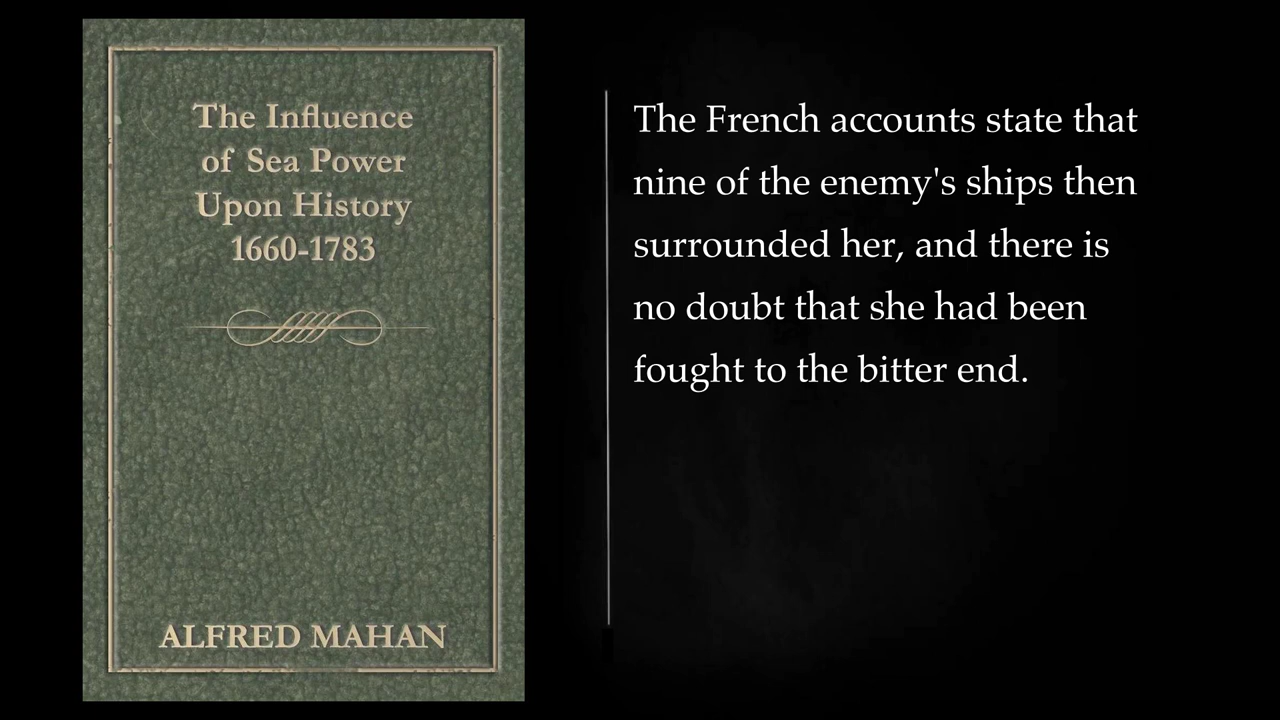 The Influence
of Sea Power
Upon History
1660-1783
ALFRED MAHAN
The French accounts state that
nine of the enemy's ships then
surrounded her, and there is
no doubt that she had been
fought to the bitter end.